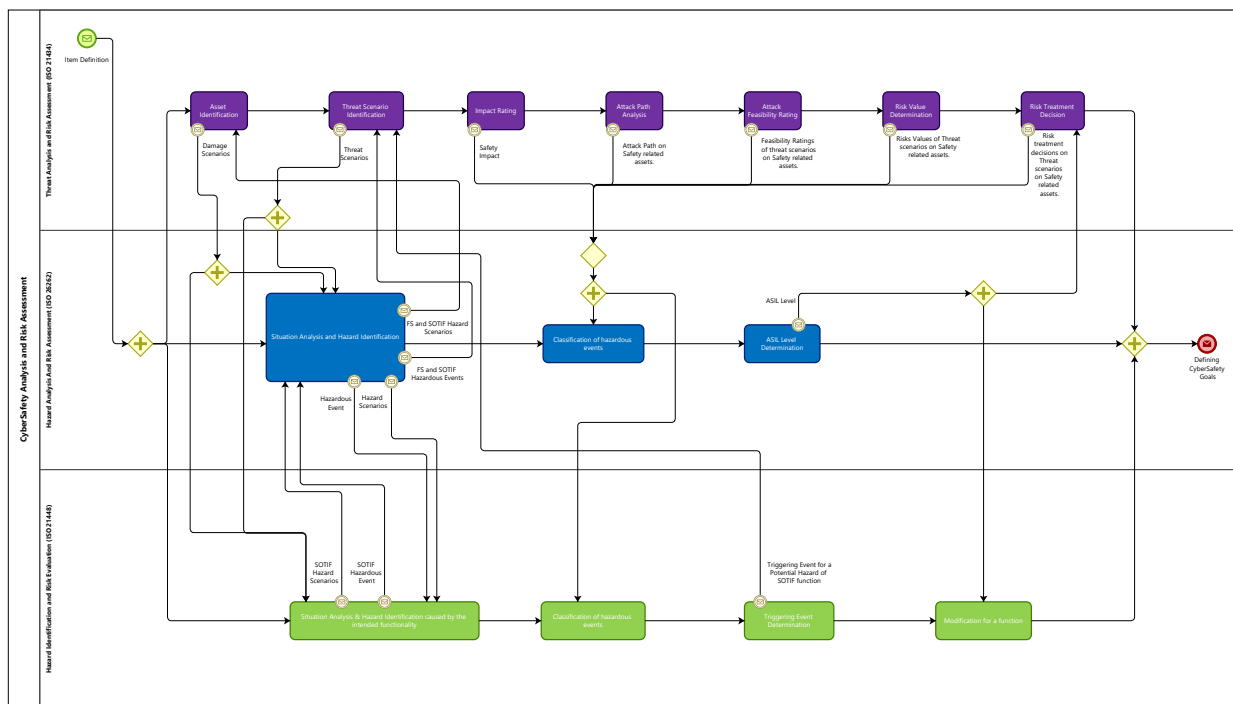 CyberSafety Analysis and Risk Assessment
Threat Analysis and Risk Assessment (ISO 21434)
Item Definition
Asset
Identification
Threat Scenario
Identification
Impact Rating
Attack Path
Analysis
Attack
Feasibility Rating
Risk Value
Determination
Risk Treatment
Decision
Damage
Scenarios
Threat
Scenarios
Safety
Impact
Attack Path on
Safety related
assets.
Feasibility Ratings
of threat scenarios
on Safety related
assets.
Risks Values of Threat
scenarios on Safety
related assets.
Risk
treatment
decisions on
Threat
scenarios
on Safety
related
assets.
Hazard Analysis And Risk Assessment (ISO 26262)
Situation Analysis and Hazard Identification
FS and SOTIF Hazard
Scenarios
FS and SOTIF
Hazardous Events
Hazardous
Event
Hazard
Scenarios
Classification of hazardous
events
ASIL Level
ASIL Level
Determination
Defining
CyberSafety
Goals
Hazard Identification and Risk Evaluation (ISO 21448)
SOTIF
Hazard
Scenarios
SOTIF
Hazardous
Event
Situation Analysis & Hazard Identification caused by the
intended functionality
Classification of hazardous
events
Triggering Event for a
Potential Hazard of
SOTIF function
Triggering Event
Determination
Modification for a function